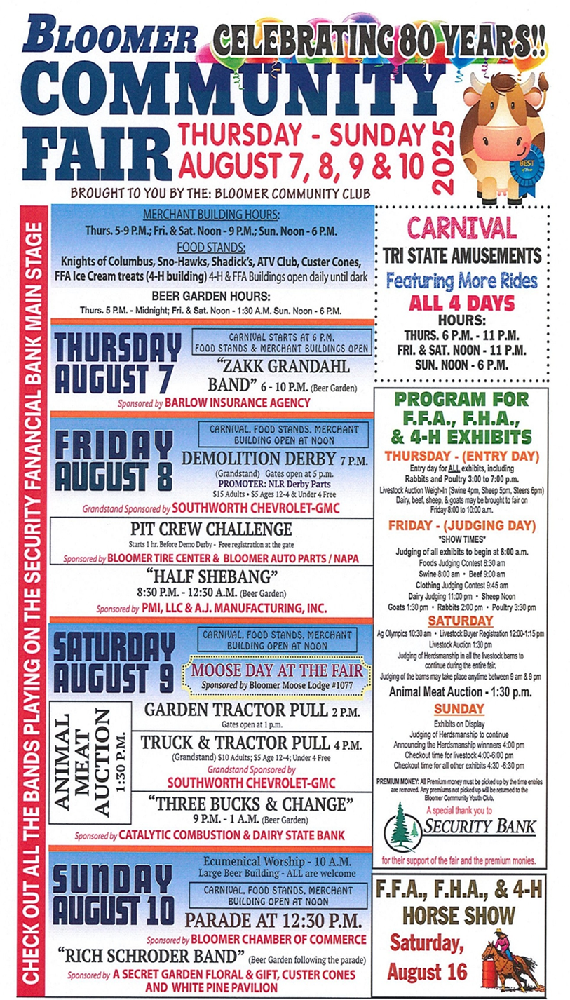 BLOOMER CELEBRATING 80 YEARS!!
COMMUNITY
FAIR
THURSDAY - SUNDAY
AUGUST 7, 8, 9 & 10
2025
BEST
of Show
BROUGHT TO YOU BY THE: BLOOMER COMMUNITY CLUB
CHECK OUT ALL THE BANDS PLAYING ON THE SECURITY FANANCIAL BANK MAIN STAGE
MERCHANT BUILDING HOURS:
Thurs. 5-9 P.M.; Fri. & Sat. Noon - 9 P.M.; Sun. Noon - 6 P.M.
FOOD STANDS:
Knights of Columbus, Sno-Hawks, Shadick's, ATV Club, Custer Cones,
FFA Ice Cream treats (4-H building) 4-H & FFA Buildings open daily until dark
BEER GARDEN HOURS:
Thurs. 5 P.M. - Midnight; Fri. & Sat. Noon - 1:30 A.M. Sun. Noon - 6 P.M.
THURSDAY
AUGUST 7
CARNIVAL STARTS AT 6 P.M.
FOOD STANDS & MERCHANT BUILDINGS OPEN
"ZAKK GRANDAHL
BAND" 6 - 10 P.M. (Beer Garden)
Sponsored by BARLOW INSURANCE AGENCY
FRIDAY
AUGUST 8
CARNIVAL, FOOD STANDS, MERCHANT
BUILDING OPEN AT NOON
DEMOLITION DERBY 7 P.M.
(Grandstand) Gates open at 5 p.m.
PROMOTER: NLR Derby Parts
$15 Adults • $5 Ages 12-4 & Under 4 Free
Grandstand Sponsored by SOUTHWORTH CHEVROLET-GMC
PIT CREW CHALLENGE
Starts 1 hr. Before Demo Derby - Free registration at the gate
Sponsored by BLOOMER TIRE CENTER & BLOOMER AUTO PARTS / NAPA
"HALF SHEBANG"
8:30 P.M. - 12:30 A.M. (Beer Garden)
Sponsored by PMI, LLC & A.J. MANUFACTURING, INC.
SATURDAY
AUGUST 9
CARNIVAL, FOOD STANDS, MERCHANT
BUILDING OPEN AT NOON
MOOSE DAY AT THE FAIR
Sponsored by Bloomer Moose Lodge #1077
ANIMAL
MEAT
AUCTION
1:30 P.M.
GARDEN TRACTOR PULL 2 P.M.
Gates open at 1 p.m.
TRUCK & TRACTOR PULL 4 P.M.
(Grandstand) $10 Adults; $5 Age 12-4; Under 4 Free
Grandstand Sponsored by
SOUTHWORTH CHEVROLET-GMC
"THREE BUCKS & CHANGE"
9 P.M. - 1 A.M. (Beer Garden)
Sponsored by CATALYTIC COMBUSTION & DAIRY STATE BANK
SUNDAY
AUGUST 10
Ecumenical Worship - 10 A.M.
Large Beer Building - ALL are welcome
CARNIVAL, FOOD STANDS, MERCHANT
BUILDING OPEN AT NOON
PARADE AT 12:30 P.M.
Sponsored by BLOOMER CHAMBER OF COMMERCE
"RICH SCHRODER BAND" (Beer Garden following the parade)
Sponsored by A SECRET GARDEN FLORAL & GIFT, CUSTER CONES
AND WHITE PINE PAVILION
CARNIVAL
TRI STATE AMUSEMENTS
Featuring More Rides
ALL 4 DAYS
HOURS:
THURS. 6 P.M. - 11 P.M.
FRI. & SAT. NOON - 11 P.M.
SUN. NOON - 6 P.M.
PROGRAM FOR
F.F.A., F.H.A.,
& 4-H EXHIBITS
THURSDAY - (ENTRY DAY)
Entry day for ALL exhibits, including
Rabbits and Poultry 3:00 to 7:00 p.m.
Livestock Auction Weigh-In (Swine 4pm, Sheep 5pm, Steers 6pm)
Dairy, beef, sheep, & goats may be brought to fair on
Friday 8:00 to 10:00 a.m.
FRIDAY - (JUDGING DAY)
*SHOW TIMES*
Judging of all exhibits to begin at 8:00 a.m.
Foods Judging Contest 8:30 am
Swine 8:00 am • Beef 9:00 am
Clothing Judging Contest 9:45 am
Dairy Judging 11:00 pm • Sheep Noon
Goats 1:30 pm • Rabbits 2:00 pm • Poultry 3:30 pm
SATURDAY
Ag Olympics 10:30 am • Livestock Buyer Registration 12:00-1:15 pm
Livestock Auction 1:30 pm
Judging of Herdsmanship in all the livestock barns to
continue during the entire fair.
Judging of the barns may take place anytime between 9 am & 9 pm
Animal Meat Auction - 1:30 p.m.
SUNDAY
Exhibits on Display
Judging of Herdsmanship to continue
Announcing the Herdsmanship winnners 4:00 pm
Checkout time for livestock 4:00-6:00 pm
Checkout time for all other exhibits 4:30 -6:30 pm
PREMIUM MONEY: All Premium money must be picked up by the time entries
are removed. Any premiums not picked up will be returned to the
Bloomer Community Youth Club.
A special thank you to
SECURITY BANK
for their support of the fair and the premium monies.
F.F.A., F.H.A., & 4-H
HORSE SHOW
Saturday,
August 16